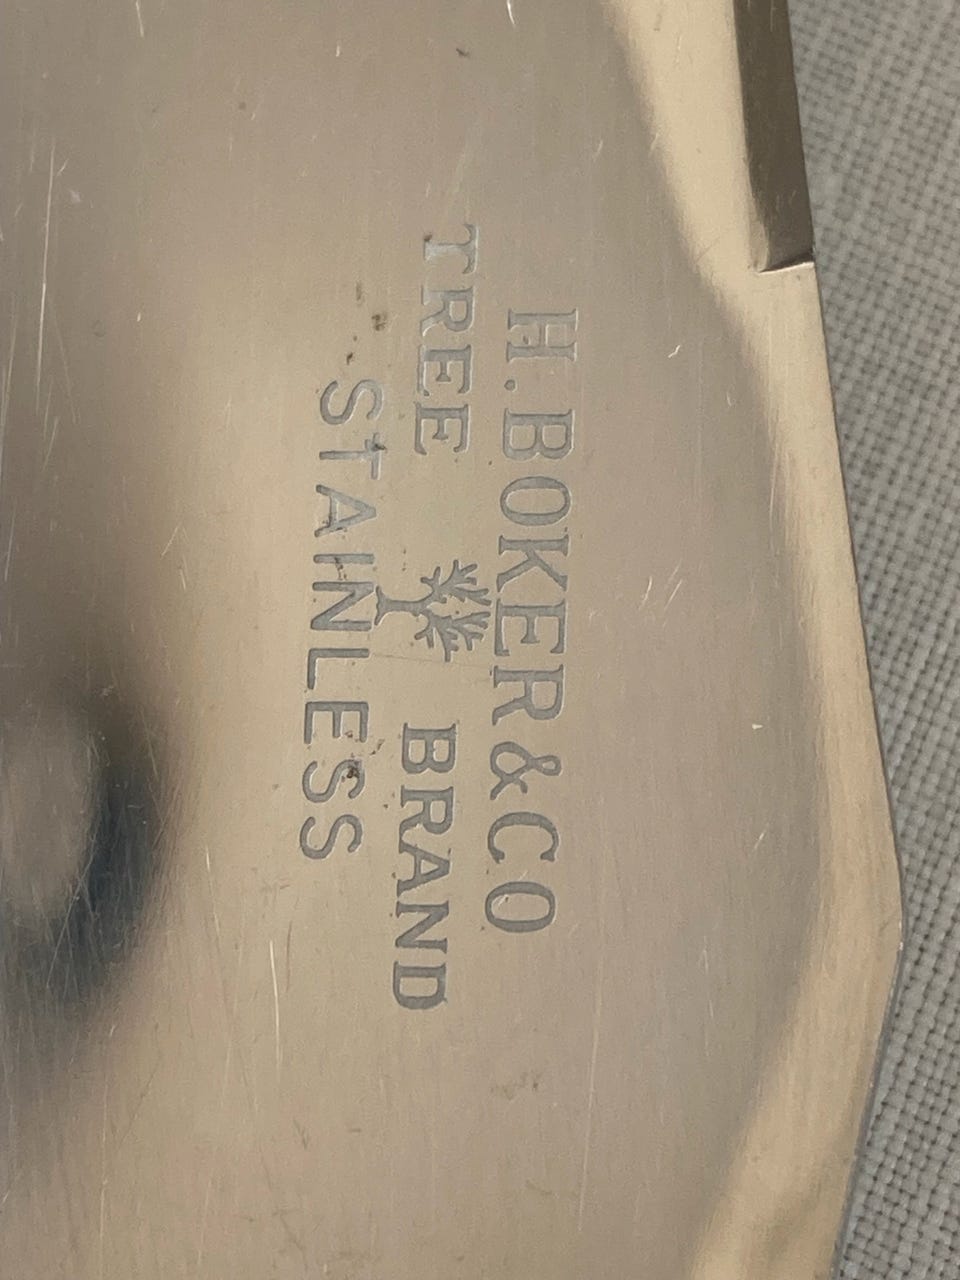 H. BOKER & CO
TREE BRAND
StAINLESS